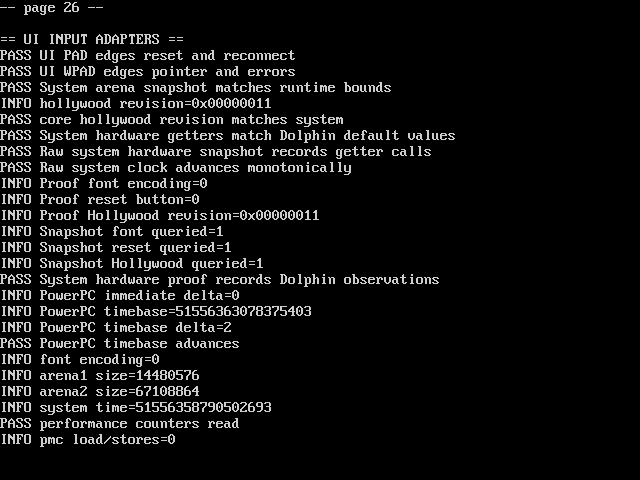 -- page 26 --
== UI INPUT ADAPTERS ==
PASS UI PAD edges reset and reconnect
PASS UI WPAD edges pointer and errors
PASS System arena snapshot matches runtime bounds
INFO hollywood revision=0x00000011
PASS core hollywood revision matches system
PASS System hardware getters match Dolphin default values
PASS Raw system hardware snapshot records getter calls
PASS Raw system clock advances monotonically
INFO Proof font encoding=0
INFO Proof reset button=0
INFO Proof Hollywood revision=0x00000011
INFO Snapshot font queried=1
INFO Snapshot reset queried=1
INFO Snapshot Hollywood queried=1
PASS System hardware proof records Dolphin observations
INFO PowerPC immediate delta=0
INFO PowerPC timebase=51556363078375403
INFO PowerPC timebase delta=2
PASS PowerPC timebase advances
INFO font encoding=0
INFO arena1 size=14480576
INFO arena2 size=67108864
INFO system time=51556358790502693
PASS performance counters read
INFO pmc load/stores=0